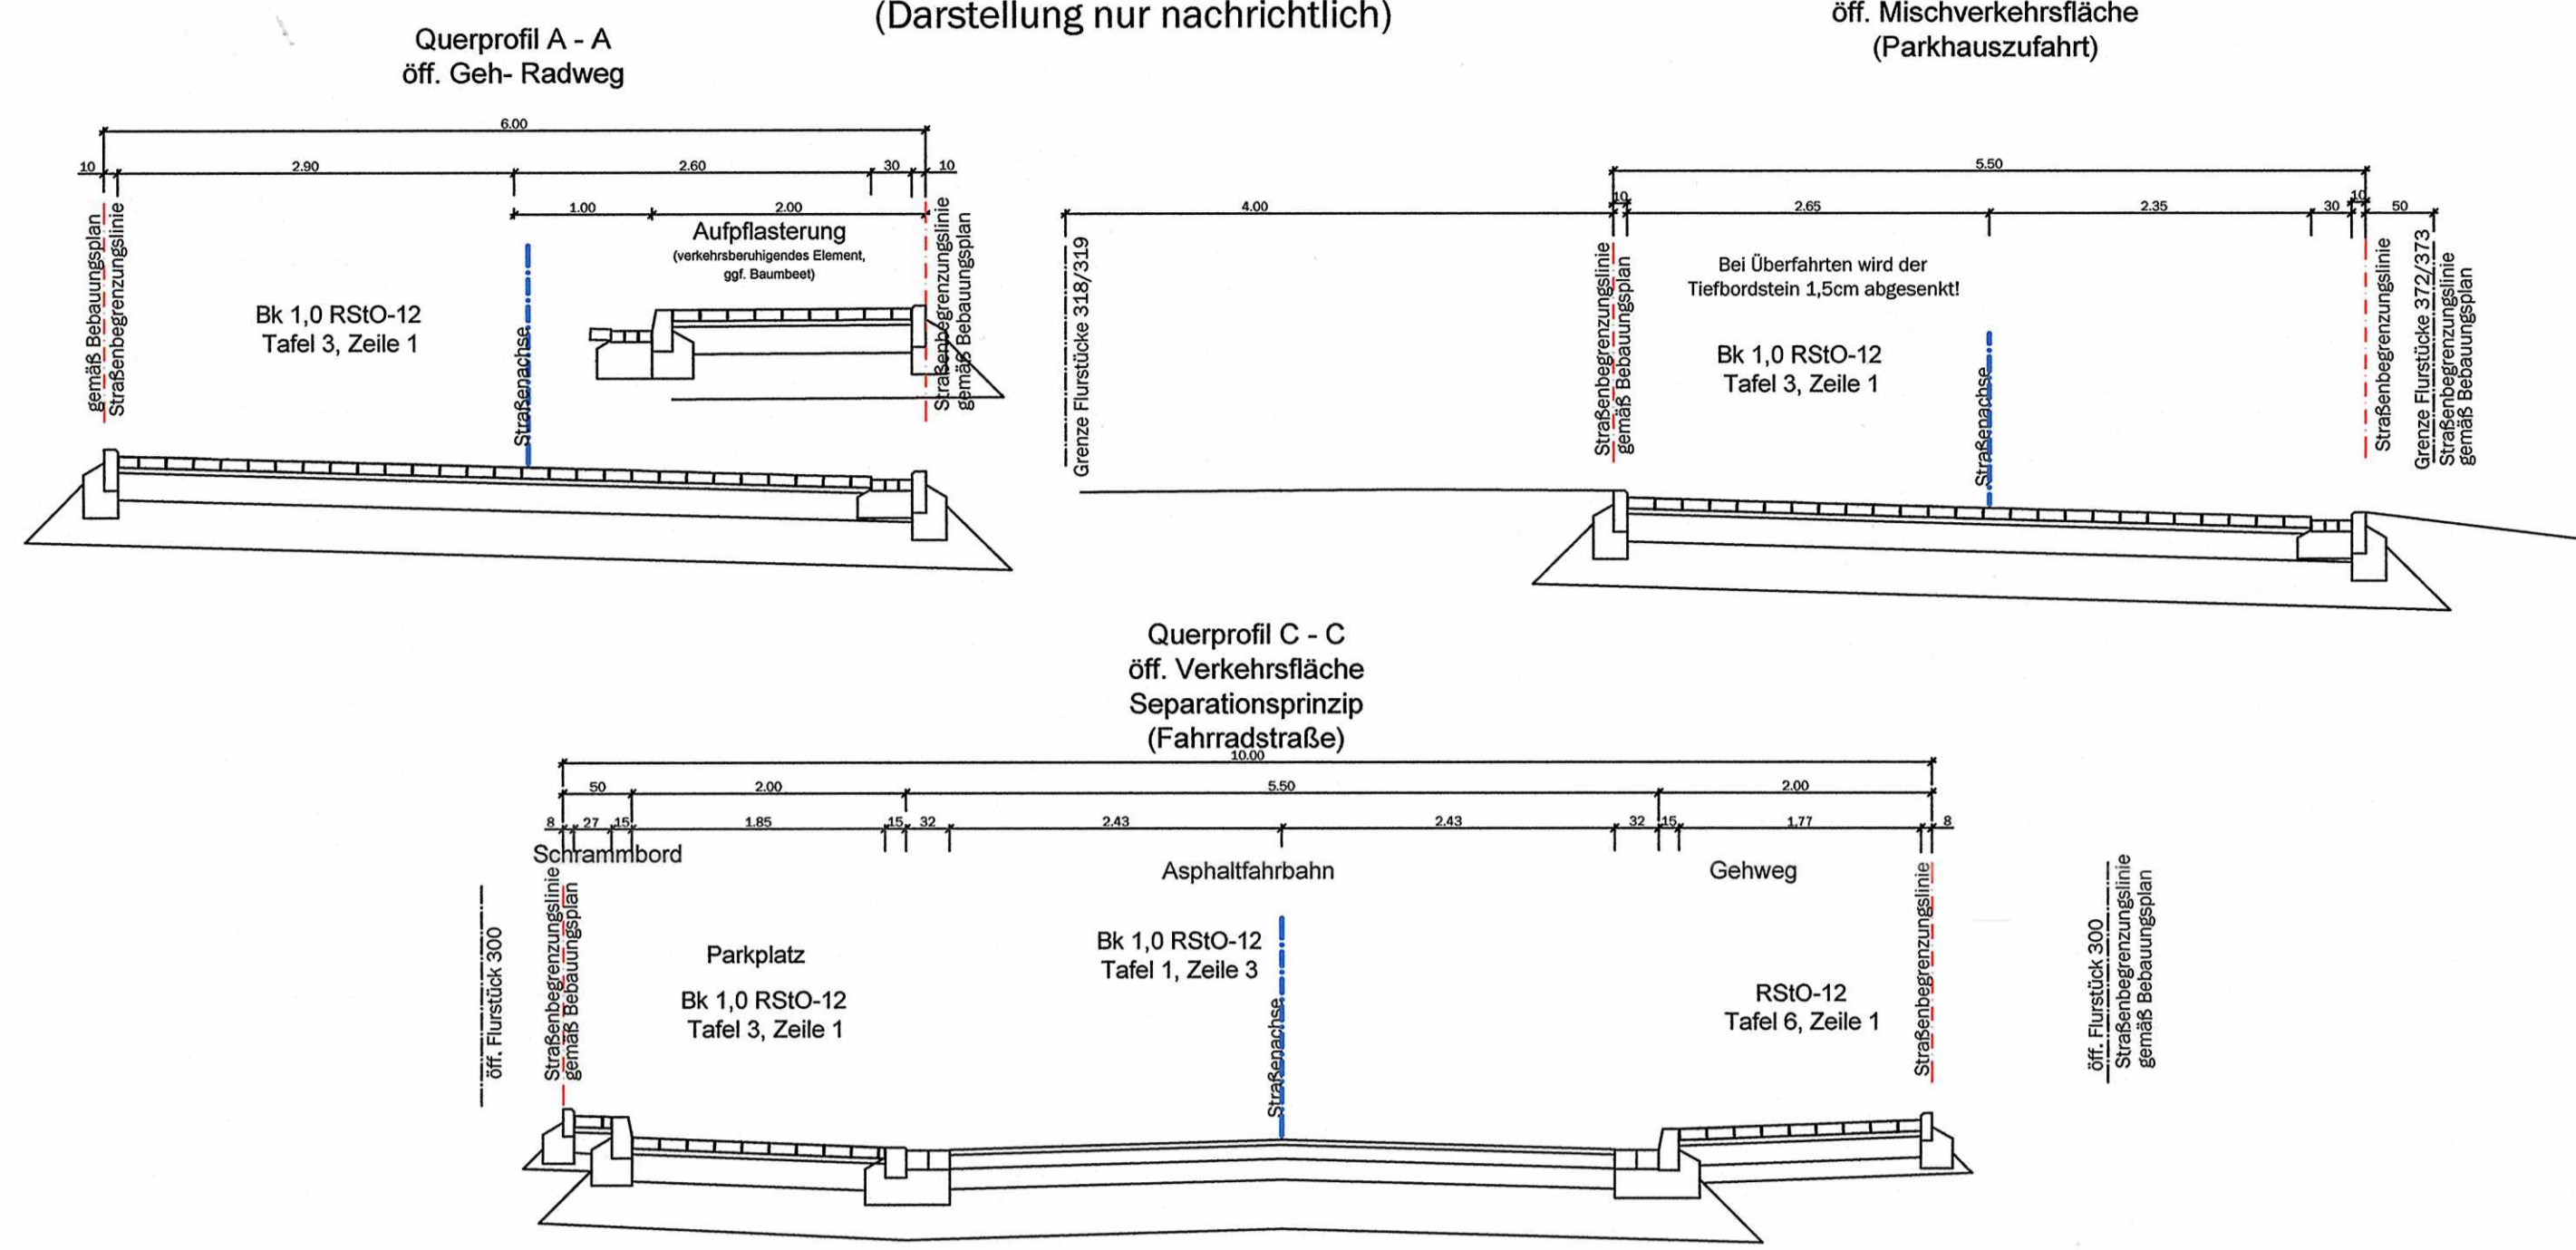 (Darstellung nur nachrichtlich)
Querprofil A - A
öff. Geh- Radweg
6.00
10
2.90
2.60
30
10
1.00
2.00
gemäß Bebauungsplan
Straßenbegrenzungslinie
Bk 1,0 RStO-12
Tafel 3, Zeile 1
Straßenachse
Aufpflasterung
(verkehrsberuhigendes Element,
ggf. Baumbeet)
Straßenbegrenzungslinie
gemäß Bebauungsplan
öff. Mischverkehrsfläche
(Parkhauszufahrt)
5.50
4.00
10
2.65
2.35
30
10
50
Grenze Flurstücke 318/319
Straßenbegrenzungslinie
gemäß Bebauungsplan
Bei Überfahrten wird der
Tiefbordstein 1,5cm abgesenkt!
Bk 1,0 RStO-12
Tafel 3, Zeile 1
Straßenachse
Straßenbegrenzungslinie
Grenze Flurstücke 372/373
Straßenbegrenzungslinie
gemäß Bebauungsplan
Querprofil C - C
öff. Verkehrsfläche
Separationsprinzip
(Fahrradstraße)
10.00
50
2.00
5.50
2.00
8
27
15
1.85
15
32
2.43
2.43
32
15
1.77
8
Schrammbord
Asphaltfahrbahn
Gehweg
öff. Flurstück 300
Straßenbegrenzungslinie
gemäß Bebauungsplan
Parkplatz
Bk 1,0 RStO-12
Tafel 3, Zeile 1
Bk 1,0 RStO-12
Tafel 1, Zeile 3
Straßenachse
RStO-12
Tafel 6, Zeile 1
Straßenbegrenzungslinie
öff. Flurstück 300
Straßenbegrenzungslinie
gemäß Bebauungsplan